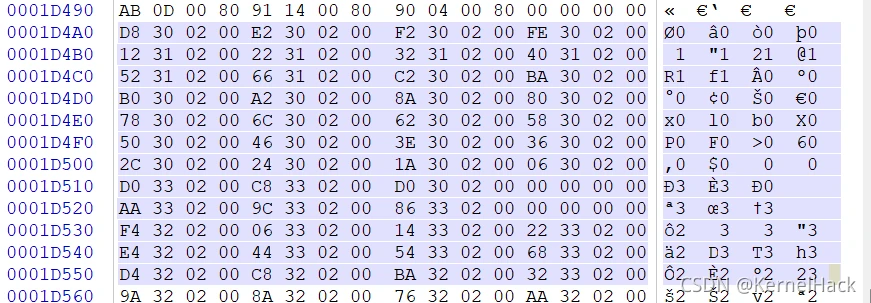 0001D490 AB 0D 00 80 91 14 00 80 90 04 00 80 00 00 00 00 « €‘ € €
0001D4A0 D8 30 02 00 E2 30 02 00 F2 30 02 00 FE 30 02 00 Ø0 â0 ò0 þ0
0001D4B0 12 31 02 00 22 31 02 00 32 31 02 00 40 31 02 00 1 "1 21 @1
0001D4C0 52 31 02 00 66 31 02 00 C2 30 02 00 BA 30 02 00 R1 f1 Â0 º0
0001D4D0 B0 30 02 00 A2 30 02 00 8A 30 02 00 80 30 02 00 °0 ¢0 Š0 €0
0001D4E0 78 30 02 00 6C 30 02 00 62 30 02 00 58 30 02 00 x0 l0 b0 X0
0001D4F0 50 30 02 00 46 30 02 00 3E 30 02 00 36 30 02 00 P0 F0 >0 60
0001D500 2C 30 02 00 24 30 02 00 1A 30 02 00 06 30 02 00 ,0 $0 0 0
0001D510 D0 33 02 00 C8 33 02 00 D0 30 02 00 00 00 00 00 Ð3 È3 Ð0
0001D520 AA 33 02 00 9C 33 02 00 86 33 02 00 00 00 00 00 ª3 œ3 †3
0001D530 F4 32 02 00 06 33 02 00 14 33 02 00 22 33 02 00 ô2 3 3 "3
0001D540 E4 32 02 00 44 33 02 00 54 33 02 00 68 33 02 00 ä2 D3 T3 h3
0001D550 D4 32 02 00 C8 32 02 00 BA 32 02 00 32 33 02 00 Ô2 È2 º2 23
0001D560 9A 32 02 00 8A 32 02 00 76 32 02 00 AA 32 02 00 š2 Š2 v2 ª2
CSDN @KernelHack